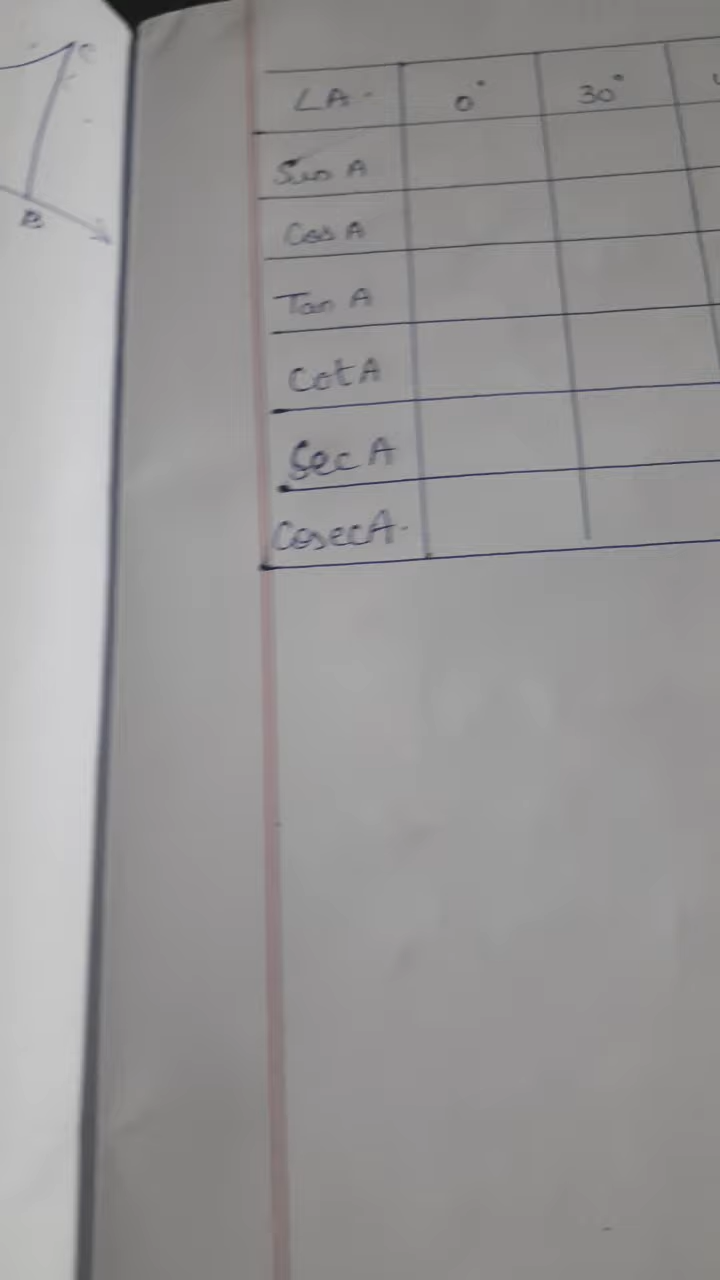 C
B
∠A 0° 30°
Sin A
Cos A
Tan A
Cot A
Sec A
Cosec A